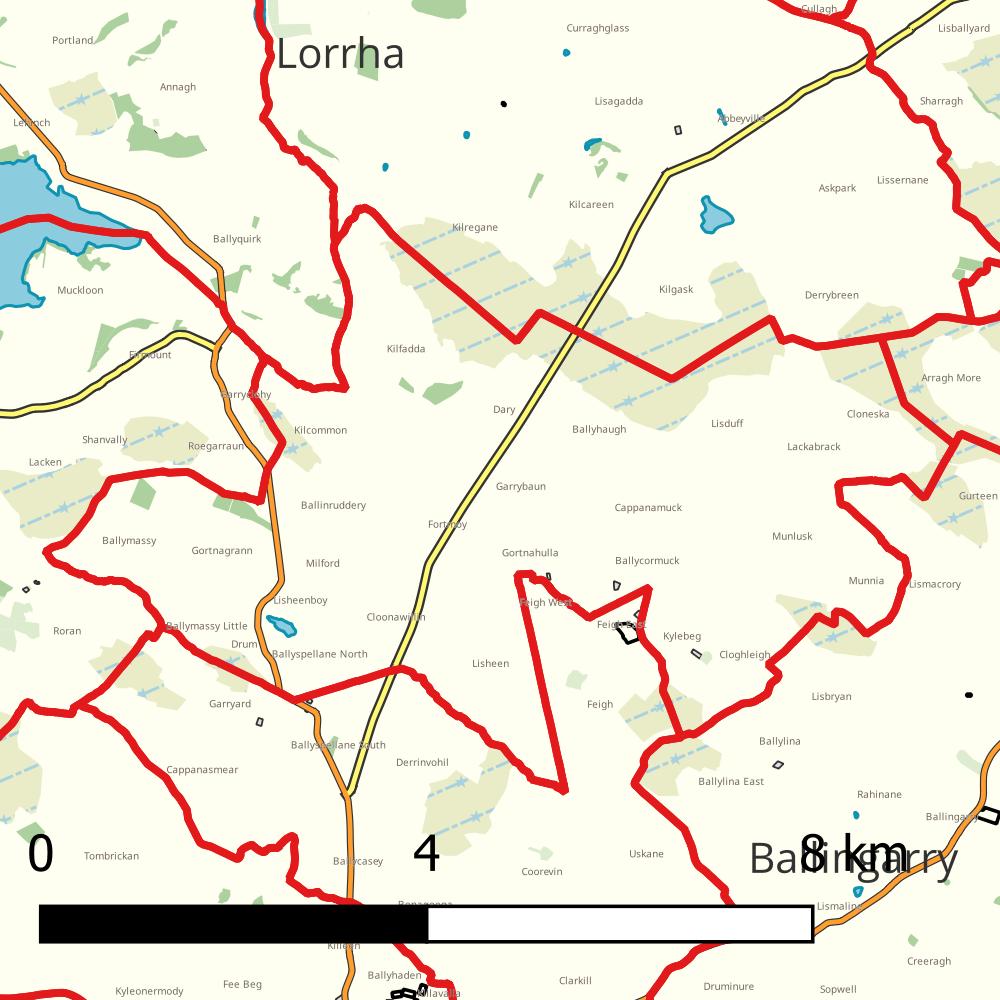 Cullagh
Curraghglass
Lisballyard
Portland
Lorrha
Annagh
Lisagadda
Sharragh
Abbeyville
Lehinch
Lissernane
Askpark
Kilcareen
Kilregane
Ballyquirk
Muckloon
Kilgask
Derrybreen
Kilfadda
Firmount
Arragh More
Garryclohy
Dary
Cloneska
Lisduff
Ballyhaugh
Kilcommon
Shanvally
Roegarraun
Lackabrack
Lacken
Garrybaun
Gurteen
Ballinruddery
Cappanamuck
Fortmoy
Munlusk
Ballymassy
Gortnagrann
Gortnahulla
Ballycormuck
Milford
Munnia
Lismacrory
Lisheenboy
Feigh West
Cloonawillin
Ballymassy Little
Feigh East
Roran
Kylebeg
Drum
Ballyspellane North
Cloghleigh
Lisheen
Lisbryan
Garryard
Feigh
Ballyspellane South
Ballylina
Derrinvohil
Cappanasmear
Ballylina East
Rahinane
Ballingarry
0
4
8 km
Tombrickan
Uskane
Ballingarry
Ballycasey
Coorevin
Bonagoona
Lismaline
Killeen
Creeragh
Ballyhaden
Clarkill
Fee Beg
Druminure
Sopwell
Kyleonermody
Killavalla